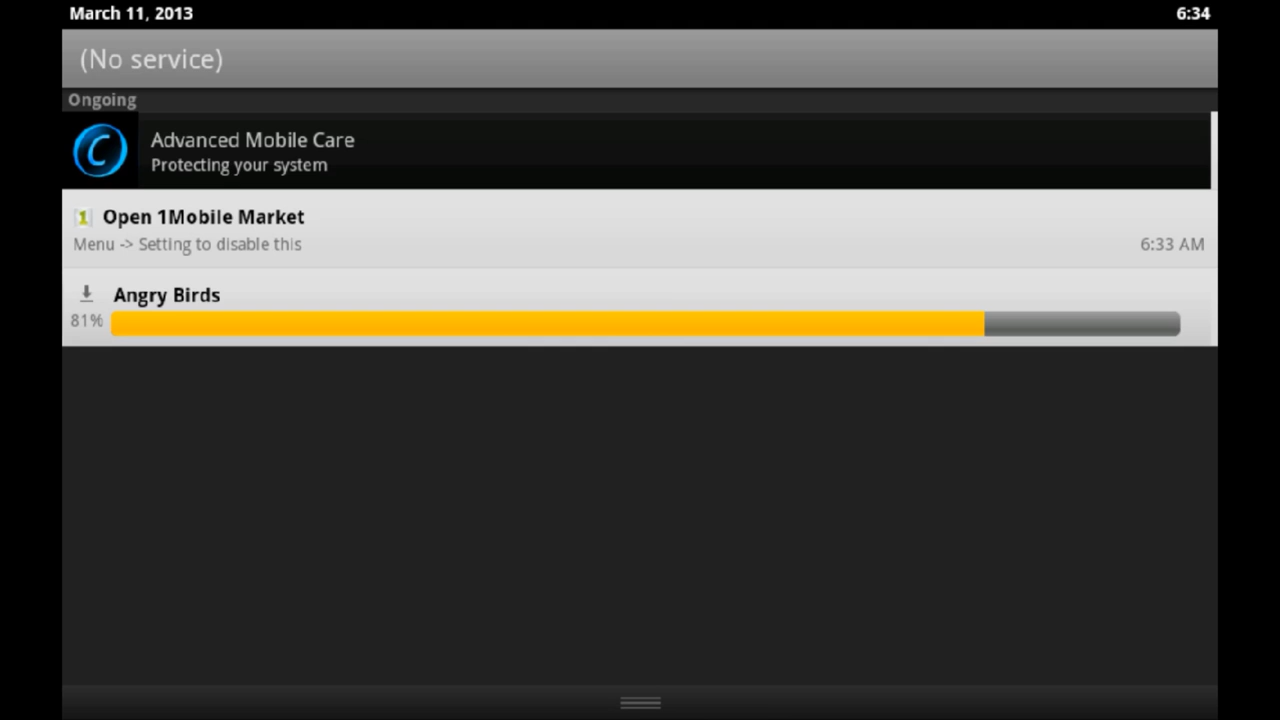 March 11, 2013 6:34
(No service)
Ongoing
C
Advanced Mobile Care
Protecting your system
1 Open 1Mobile Market
Menu -> Setting to disable this 6:33 AM
Angry Birds
81%